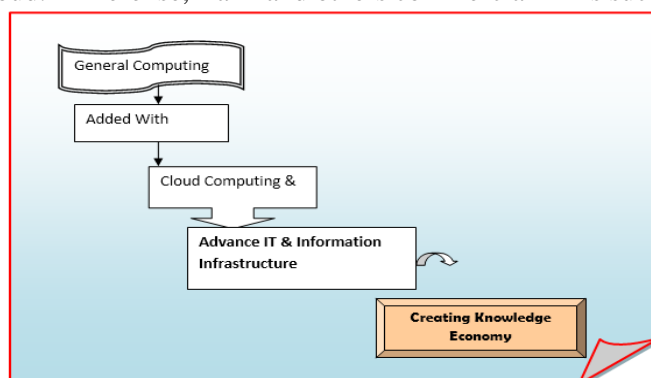 General Computing
Added With
Cloud Computing &
Advance IT & Information
Infrastructure
Creating Knowledge
Economy